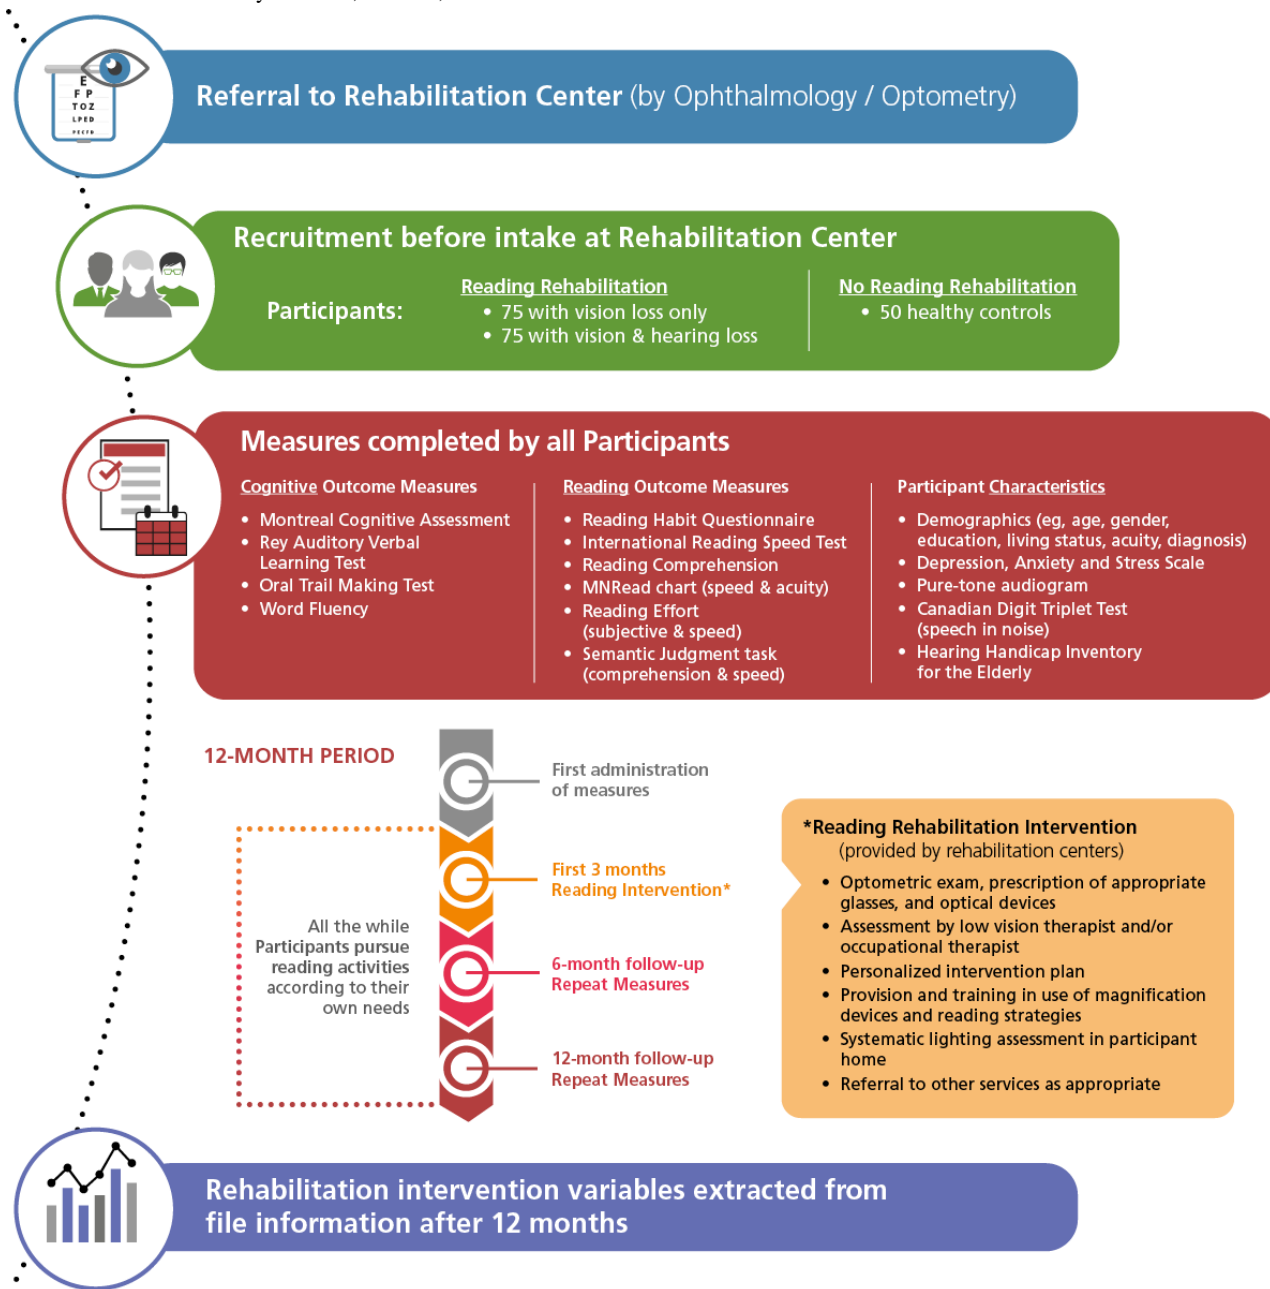 E
F P
T O Z
L P E D
P E C F D
Referral to Rehabilitation Center (by Ophthalmology / Optometry)
Recruitment before intake at Rehabilitation Center
Participants:
Reading Rehabilitation
• 75 with vision loss only
• 75 with vision & hearing loss
No Reading Rehabilitation
• 50 healthy controls
Measures completed by all Participants
Cognitive Outcome Measures
• Montreal Cognitive Assessment
• Rey Auditory Verbal
Learning Test
• Oral Trail Making Test
• Word Fluency
Reading Outcome Measures
• Reading Habit Questionnaire
• International Reading Speed Test
• Reading Comprehension
• MNRead chart (speed & acuity)
• Reading Effort
(subjective & speed)
• Semantic Judgment task
(comprehension & speed)
Participant Characteristics
• Demographics (eg, age, gender,
education, living status, acuity, diagnosis)
• Depression, Anxiety and Stress Scale
• Pure-tone audiogram
• Canadian Digit Triplet Test
(speech in noise)
• Hearing Handicap Inventory
for the Elderly
12-MONTH PERIOD
First administration
of measures
First 3 months
Reading Intervention*
6-month follow-up
Repeat Measures
12-month follow-up
Repeat Measures
All the while
Participants pursue
reading activities
according to their
own needs
*Reading Rehabilitation Intervention
(provided by rehabilitation centers)
• Optometric exam, prescription of appropriate
glasses, and optical devices
• Assessment by low vision therapist and/or
occupational therapist
• Personalized intervention plan
• Provision and training in use of magnification
devices and reading strategies
• Systematic lighting assessment in participant
home
• Referral to other services as appropriate
Rehabilitation intervention variables extracted from
file information after 12 months